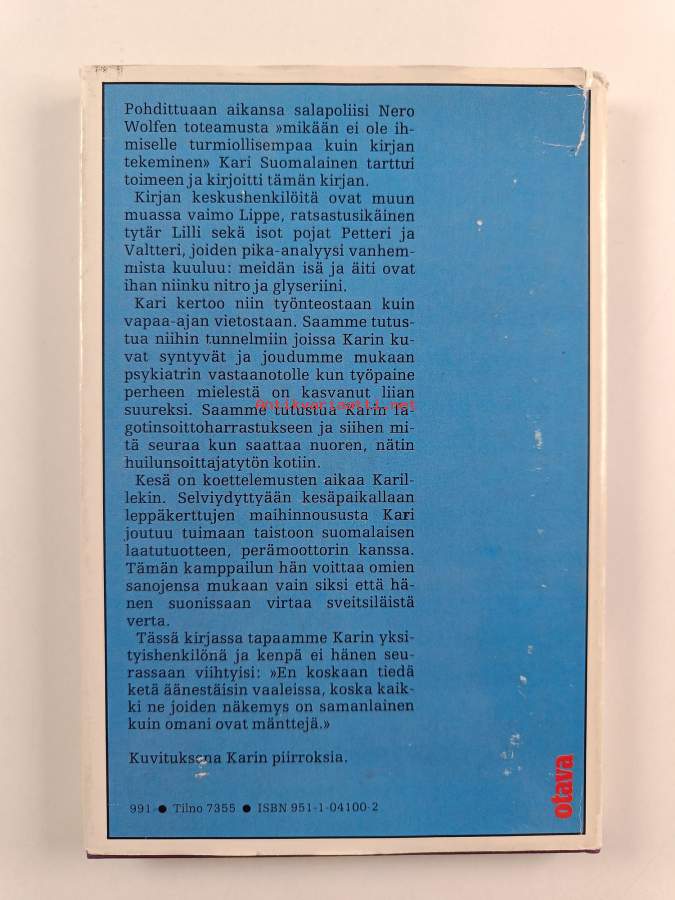 Pohdittuaan aikansa salapoliisi Nero
Wolfen toteamusta »mikään ei ole ih-
miselle turmiollisempaa kuin kirjan
tekeminen» Kari Suomalainen tarttui
toimeen ja kirjoitti tämän kirjan.
Kirjan keskushenkilöitä ovat muun
muassa vaimo Lippe, ratsastusikäinen
tytär Lilli sekä isot pojat Petteri ja
Valtteri, joiden pika-analyysi vanhem-
mista kuuluu: meidän isä ja äiti ovat
ihan niinku nitro ja glyseriini.
Kari kertoo niin työnteostaan kuin
vapaa-ajan vietostaan. Saamme tutus-
tua niihin tunnelmiin joissa Karin ku-
vat syntyvät ja joudumme mukaan
psykiatrin vastaanotolle kun työpaine
perheen mielestä on kasvanut liian
suureksi. Saamme tutustua Karin fa-
gotinsoittoharrastukseen ja siihen mi-
tä seuraa kun saattaa nuoren, nätin
huilunsoittajatytön kotiin.
Kesä on koettelemusten aikaa Karil-
lekin. Selviydyttyään kesäpaikallaan
leppäkerttujen maihinnoususta Kari
joutuu tuimaan taistoon suomalaisen
laatutuotteen, perämoottorin kanssa.
Tämän kamppailun hän voittaa omien
sanojensa mukaan vain siksi että hä-
nen suonissaan virtaa sveitsiläistä
verta.
Tässä kirjassa tapaamme Karin yksi-
tyishenkilönä ja kenpä ei hänen seu-
rassaan viihtyisi: »En koskaan tiedä
ketä äänestäisin vaaleissa, koska kaik-
ki ne joiden näkemys on samanlainen
kuin omani ovat mänttejä.»
Kuvituksena Karin piirroksia.
991 ● Tilno 7355 ● ISBN 951-1-04100-2
otava
Antikvariaatti.net